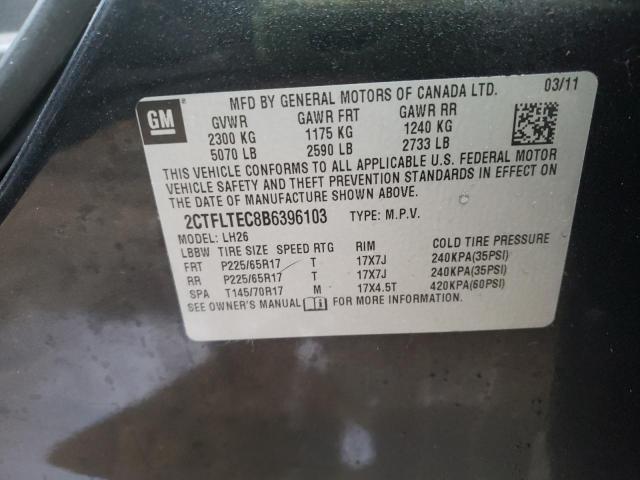 GM
MFD BY GENERAL MOTORS OF CANADA LTD. 03/11
GVWR GAWR FRT GAWR RR
2300 KG 1175 KG 1240 KG
5070 LB 2590 LB 2733 LB
THIS VEHICLE CONFORMS TO ALL APPLICABLE U.S. FEDERAL MOTOR
VEHICLE SAFETY AND THEFT PREVENTION STANDARDS IN EFFECT ON
THE DATE OF MANUFACTURE SHOWN ABOVE.
2CTFLTEC8B6396103 TYPE: M.P.V.
MODEL: LH26
LBBW TIRE SIZE SPEED RTG RIM COLD TIRE PRESSURE
FRT P225/65R17 T 17X7J 240KPA(35PSI)
RR P225/65R17 T 17X7J 240KPA(35PSI)
SPA T145/70R17 M 17X4.5T 420KPA(60PSI)
SEE OWNER'S MANUAL